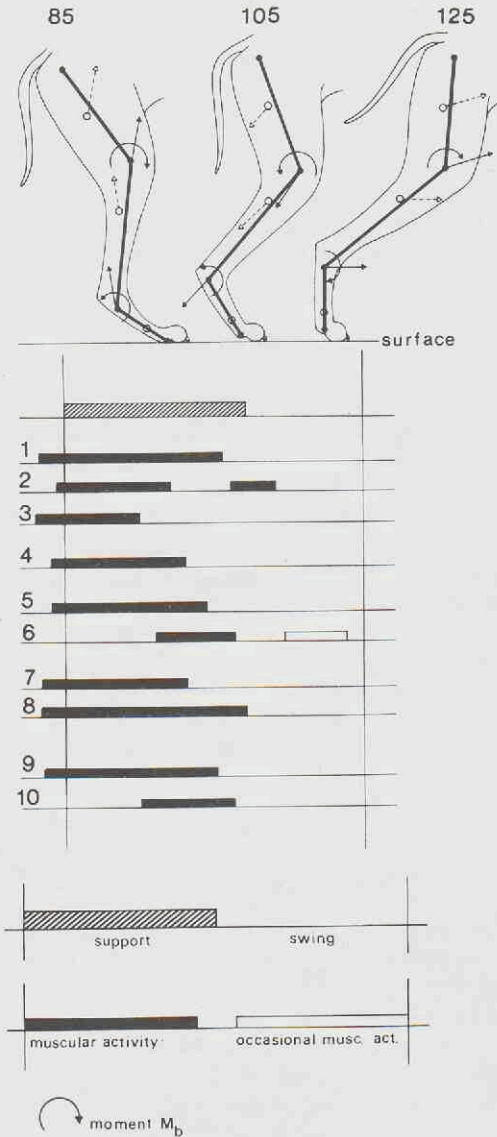 85 105 125
surface
1
2
3
4
5
6
7
8
9
10
support swing
muscular activity: occasional musc. act.
moment M_b